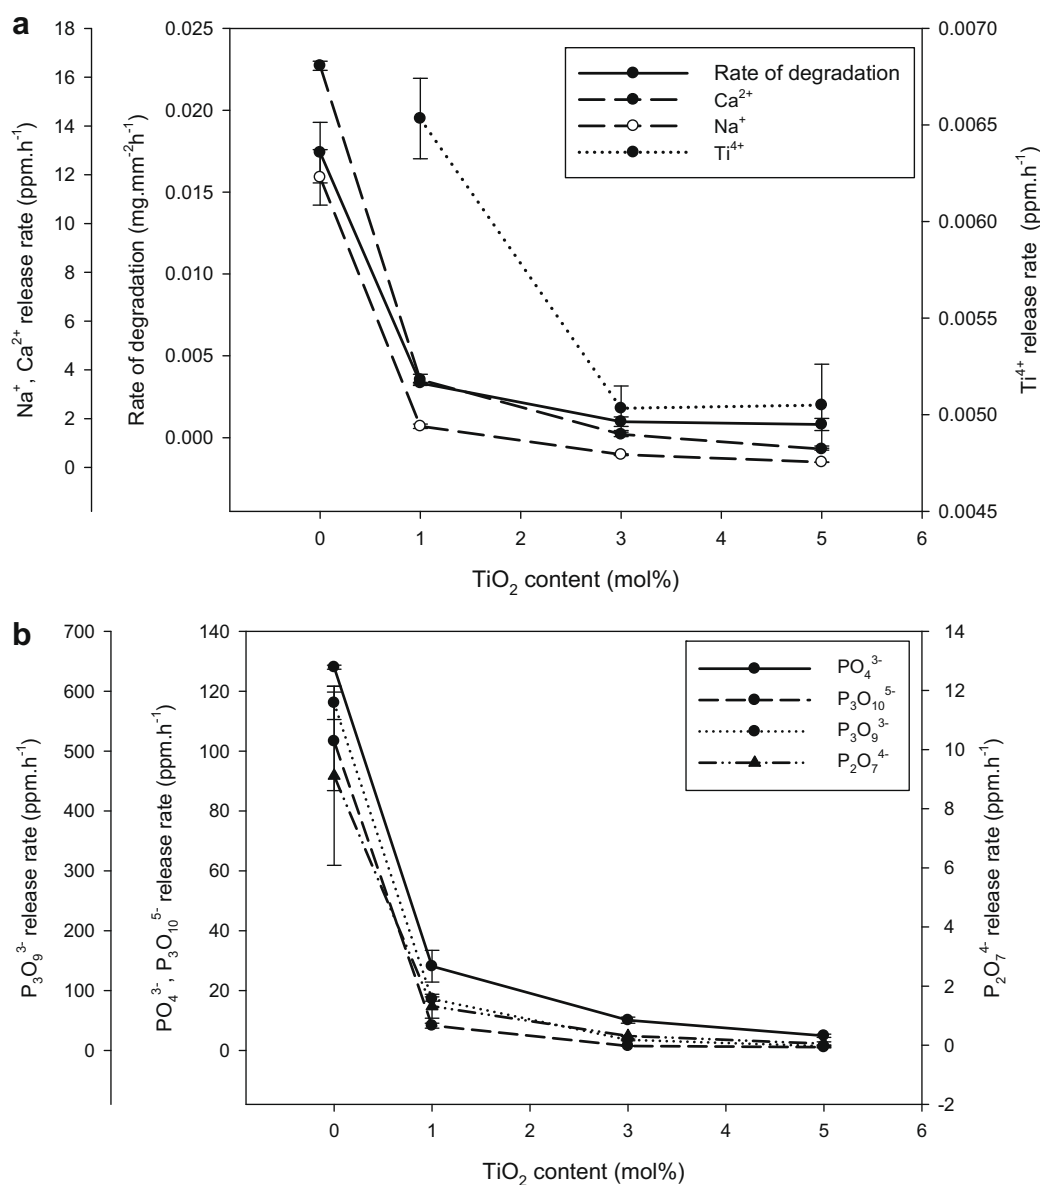 a
Na⁺, Ca²⁺ release rate (ppm.h⁻¹)
18
16
14
12
10
8
6
4
2
0
Rate of degradation (mg.mm⁻²h⁻¹)
0.025
0.020
0.015
0.010
0.005
0.000
Rate of degradation
Ca²⁺
Na⁺
Ti⁴⁺
0.0070
0.0065
0.0060
0.0055
0.0050
0.0045
Ti⁴⁺ release rate (ppm.h⁻¹)
0 1 2 3 4 5 6
TiO₂ content (mol%)
b
P₃O₉³⁻ release rate (ppm.h⁻¹)
700
600
500
400
300
200
100
0
PO₄³⁻, P₃O₁₀⁵⁻ release rate (ppm.h⁻¹)
140
120
100
80
60
40
20
0
PO₄³⁻
P₃O₁₀⁵⁻
P₃O₉³⁻
P₂O₇⁴⁻
14
12
10
8
6
4
2
0
-2
P₂O₇⁴⁻ release rate (ppm.h⁻¹)
0 1 2 3 4 5 6
TiO₂ content (mol%)